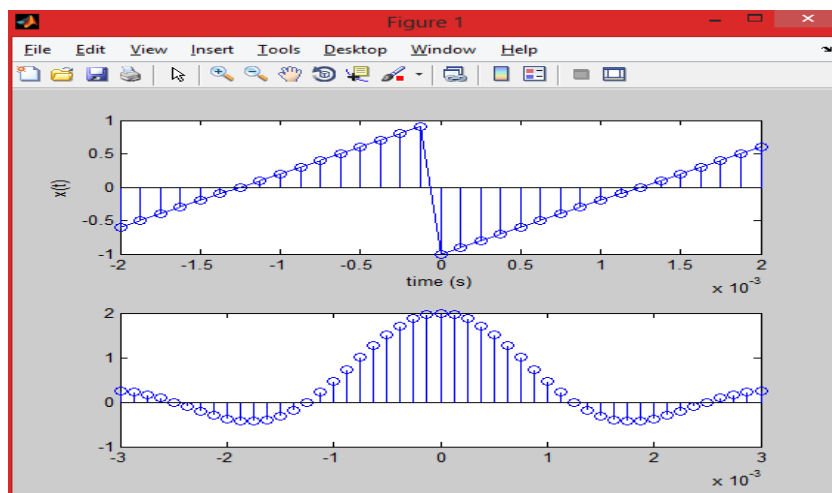 Figure 1
File Edit View Insert Tools Desktop Window Help
1
0.5
0
-0.5
-1
x(t)
-2 -1.5 -1 -0.5 0 0.5 1 1.5 2
time (s)
x 10^-3
2
1
0
-1
-3 -2 -1 0 1 2 3
x 10^-3